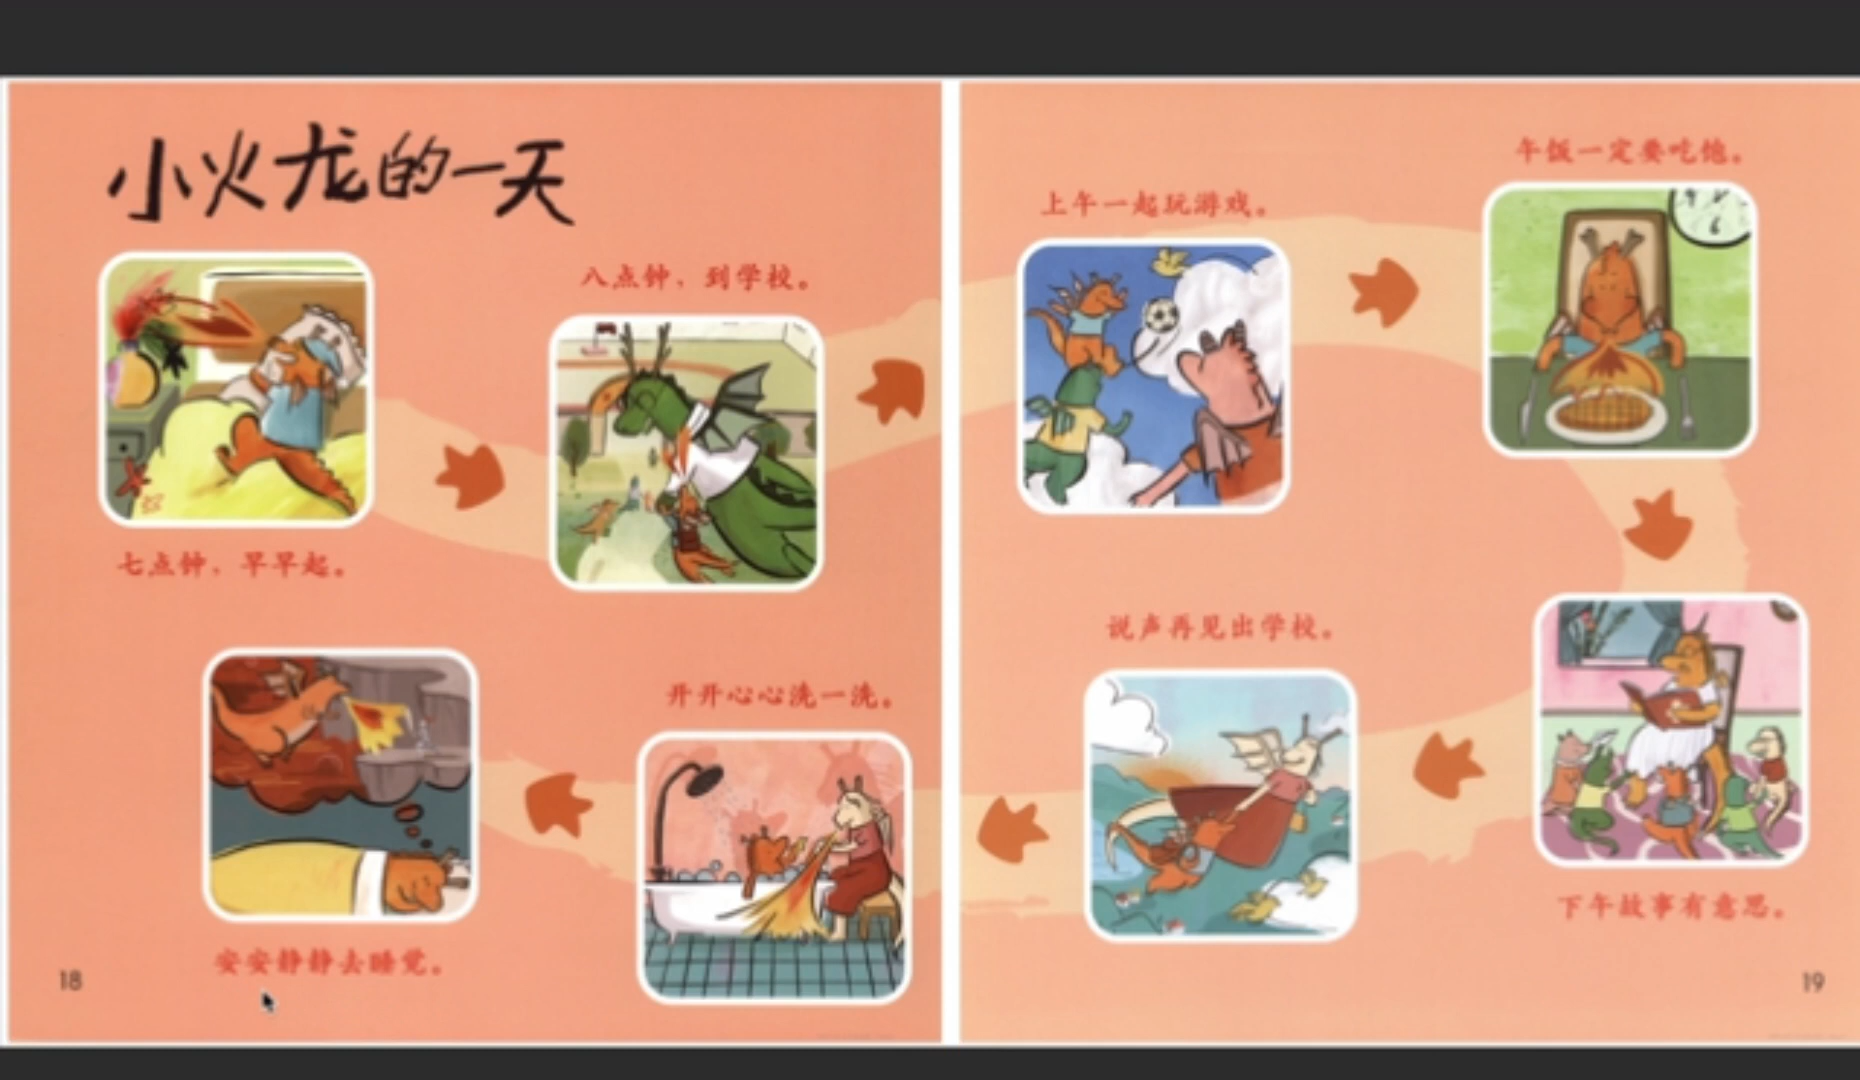 小火龙的一天
七点钟，早早起。
八点钟，到学校。
上午一起玩游戏。
午饭一定要吃饱。
下午故事有意思。
说声再见出学校。
开开心心洗一洗。
安安静静去睡觉。
18
19